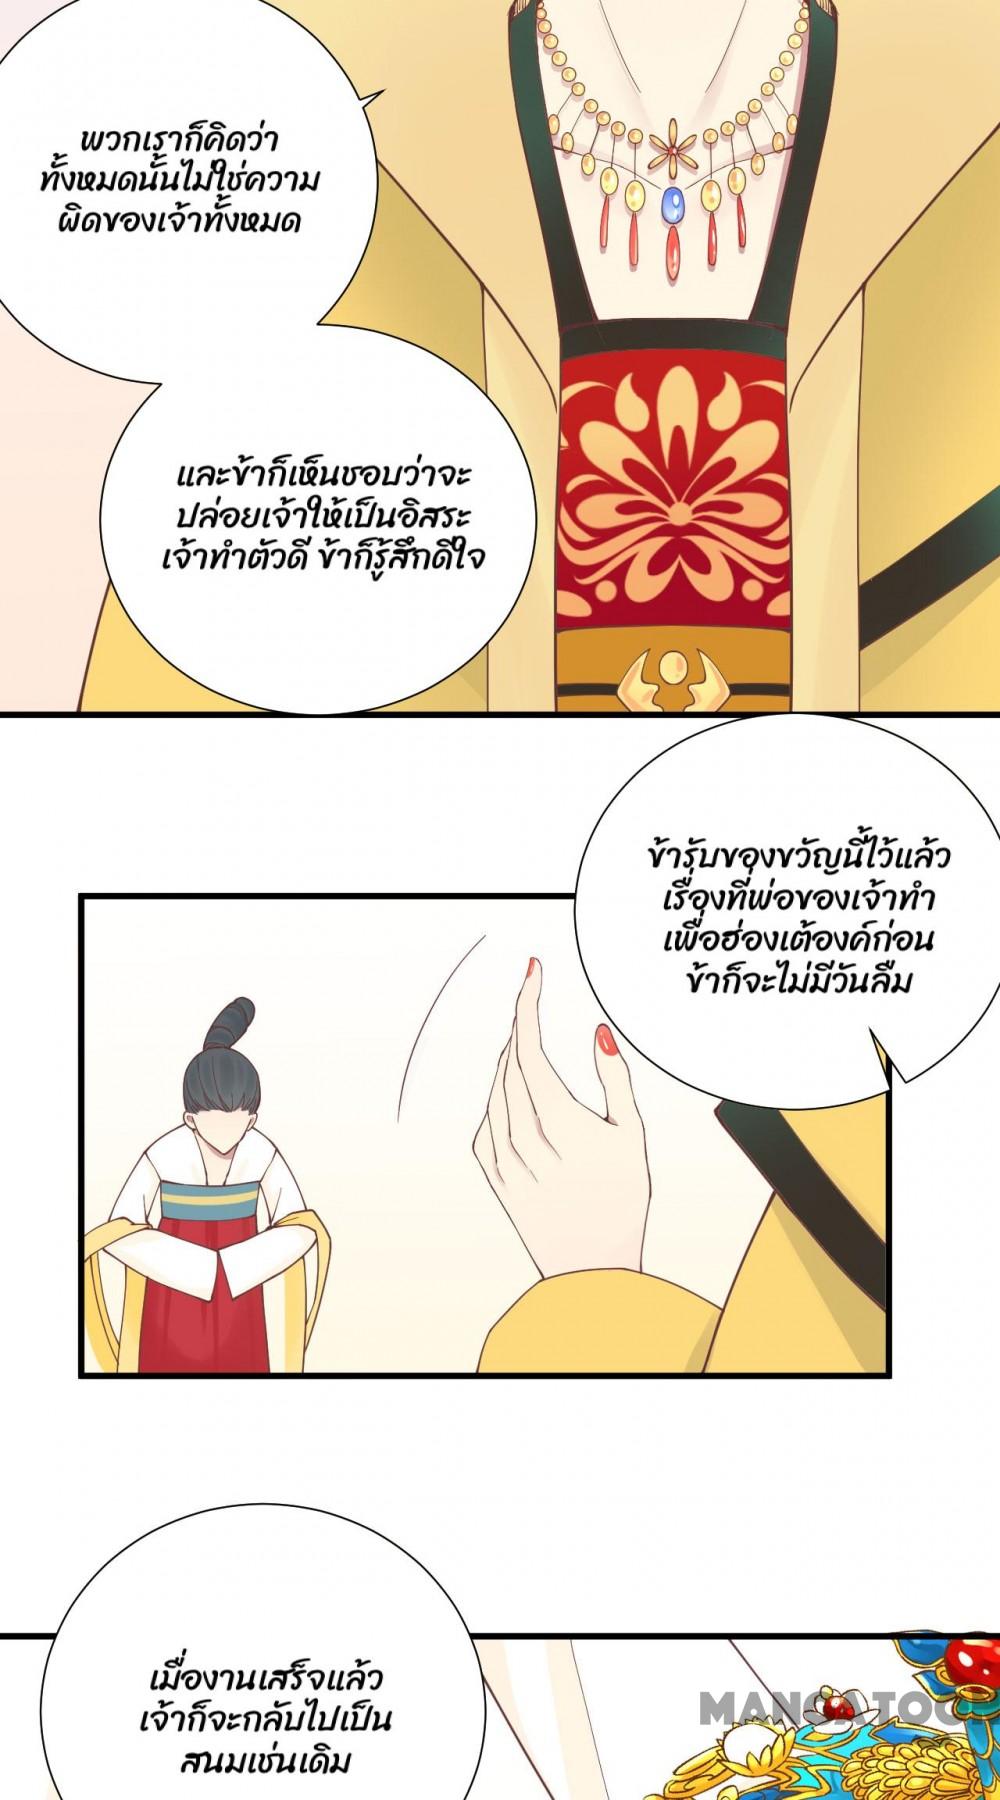 พวกเราก็คิดว่า
ทั้งหมดนั้นไม่ใช่ความ
ผิดของเจ้าทั้งหมด
และข้าก็เห็นชอบว่าจะ
ปล่อยเจ้าให้เป็นอิสระ
เจ้าทำตัวดี ข้าก็รู้สึกดีใจ
ข้ารับของขวัญนี้ไว้แล้ว
เรื่องที่พ่อของเจ้าทำ
เพื่อฮ่องเต้องค์ก่อน
ข้าก็จะไม่มีวันลืม
เมื่องานเสร็จแล้ว
เจ้าก็จะกลับไปเป็น
สนมเช่นเดิม
MANGATOON